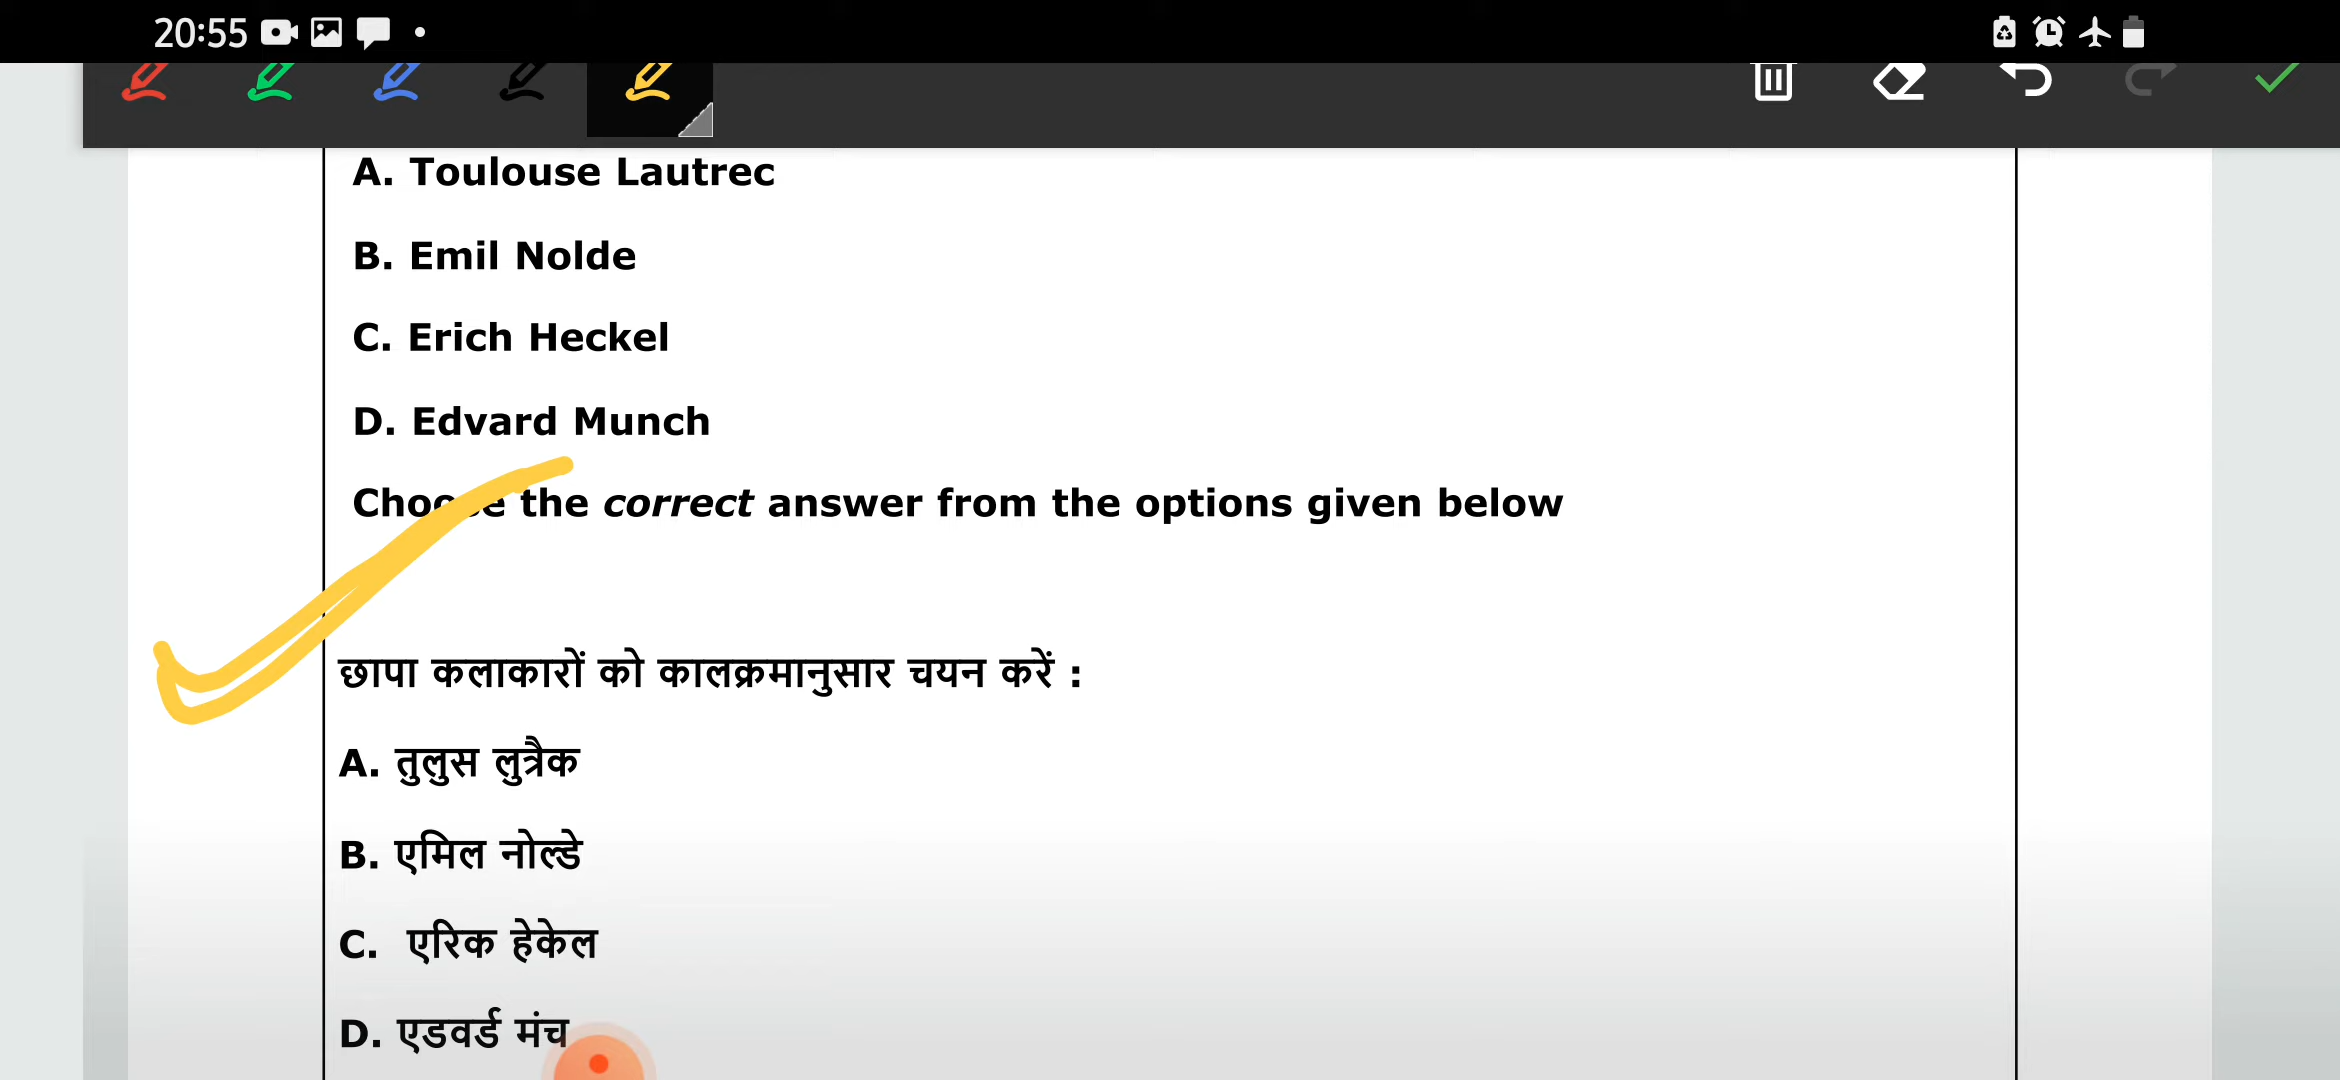 20:55
A. Toulouse Lautrec
B. Emil Nolde
C. Erich Heckel
D. Edvard Munch
Choose the correct answer from the options given below
छापा कलाकारों को कालक्रमानुसार चयन करें :
A. तुलुस लुत्रैक
B. एमिल नोल्डे
C. एरिक हेकेल
D. एडवर्ड मंच